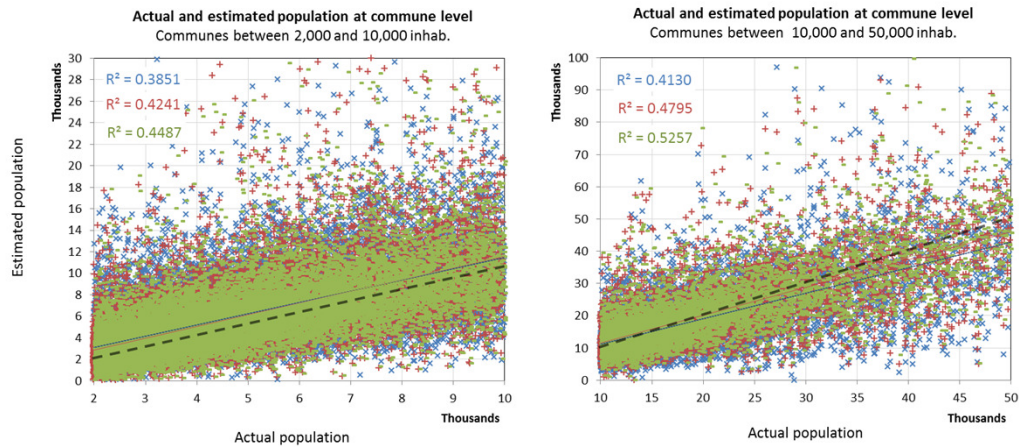 Actual and estimated population at commune level
Communes between 2,000 and 10,000 inhab.
Thousands
Estimated population
30
28
26
24
22
20
18
16
14
12
10
8
6
4
2
0
R² = 0.3851
R² = 0.4241
R² = 0.4487
2 3 4 5 6 7 8 9 10
Thousands
Actual population
Actual and estimated population at commune level
Communes between 10,000 and 50,000 inhab.
Thousands
100
90
80
70
60
50
40
30
20
10
0
R² = 0.4130
R² = 0.4795
R² = 0.5257
10 15 20 25 30 35 40 45 50
Thousands
Actual population